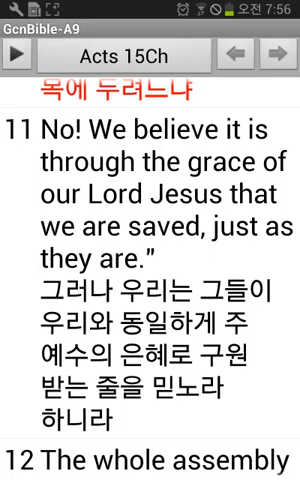 오전 7:56
GcnBible-A9
Acts 15Ch
목에 두려느냐
11 No! We believe it is
through the grace of
our Lord Jesus that
we are saved, just as
they are."
그러나 우리는 그들이
우리와 동일하게 주
예수의 은혜로 구원
받는 줄을 믿노라
하니라
12 The whole assembly